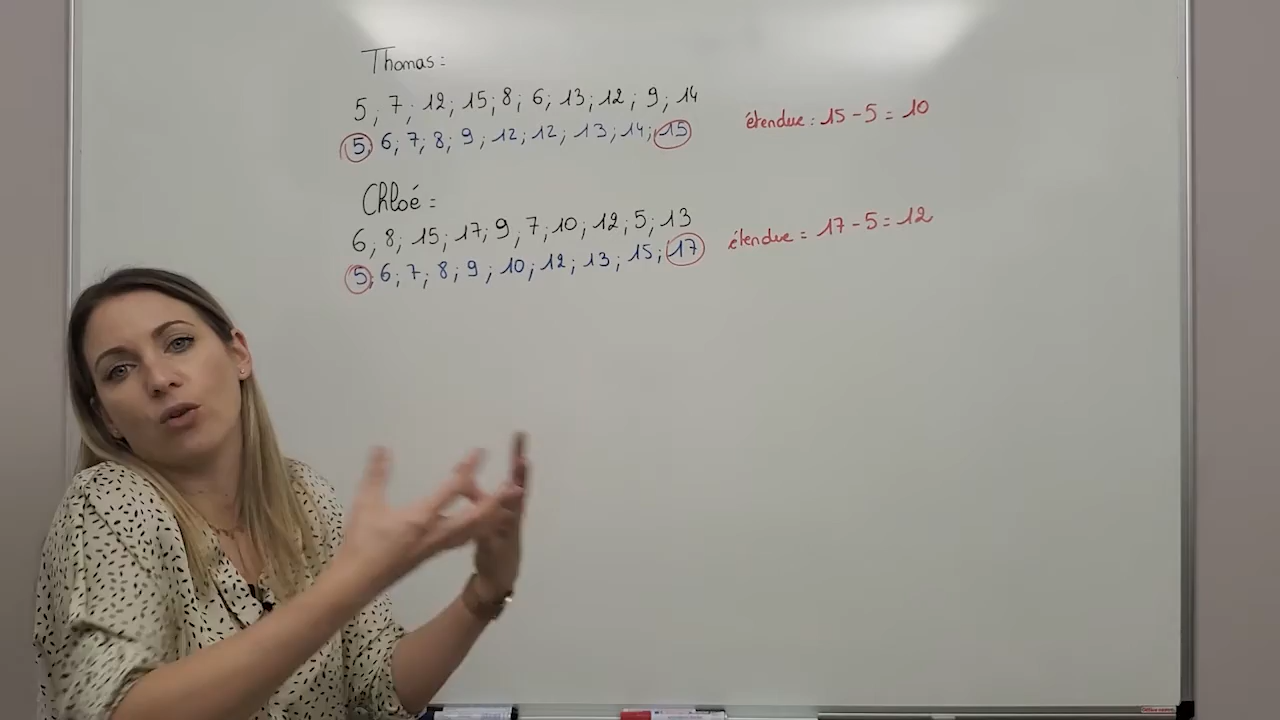 Thomas :
5 ; 7 ; 12 ; 15 ; 8 ; 6 ; 13 ; 12 ; 9 ; 14
5 ; 6 ; 7 ; 8 ; 9 ; 12 ; 12 ; 13 ; 14 ; 15
étendue : 15 - 5 = 10
Chloé =
6 ; 8 ; 15 ; 17 ; 9 ; 7 ; 10 ; 12 ; 5 ; 13
5 ; 6 ; 7 ; 8 ; 9 ; 10 ; 12 ; 13 ; 15 ; 17
étendue = 17 - 5 = 12